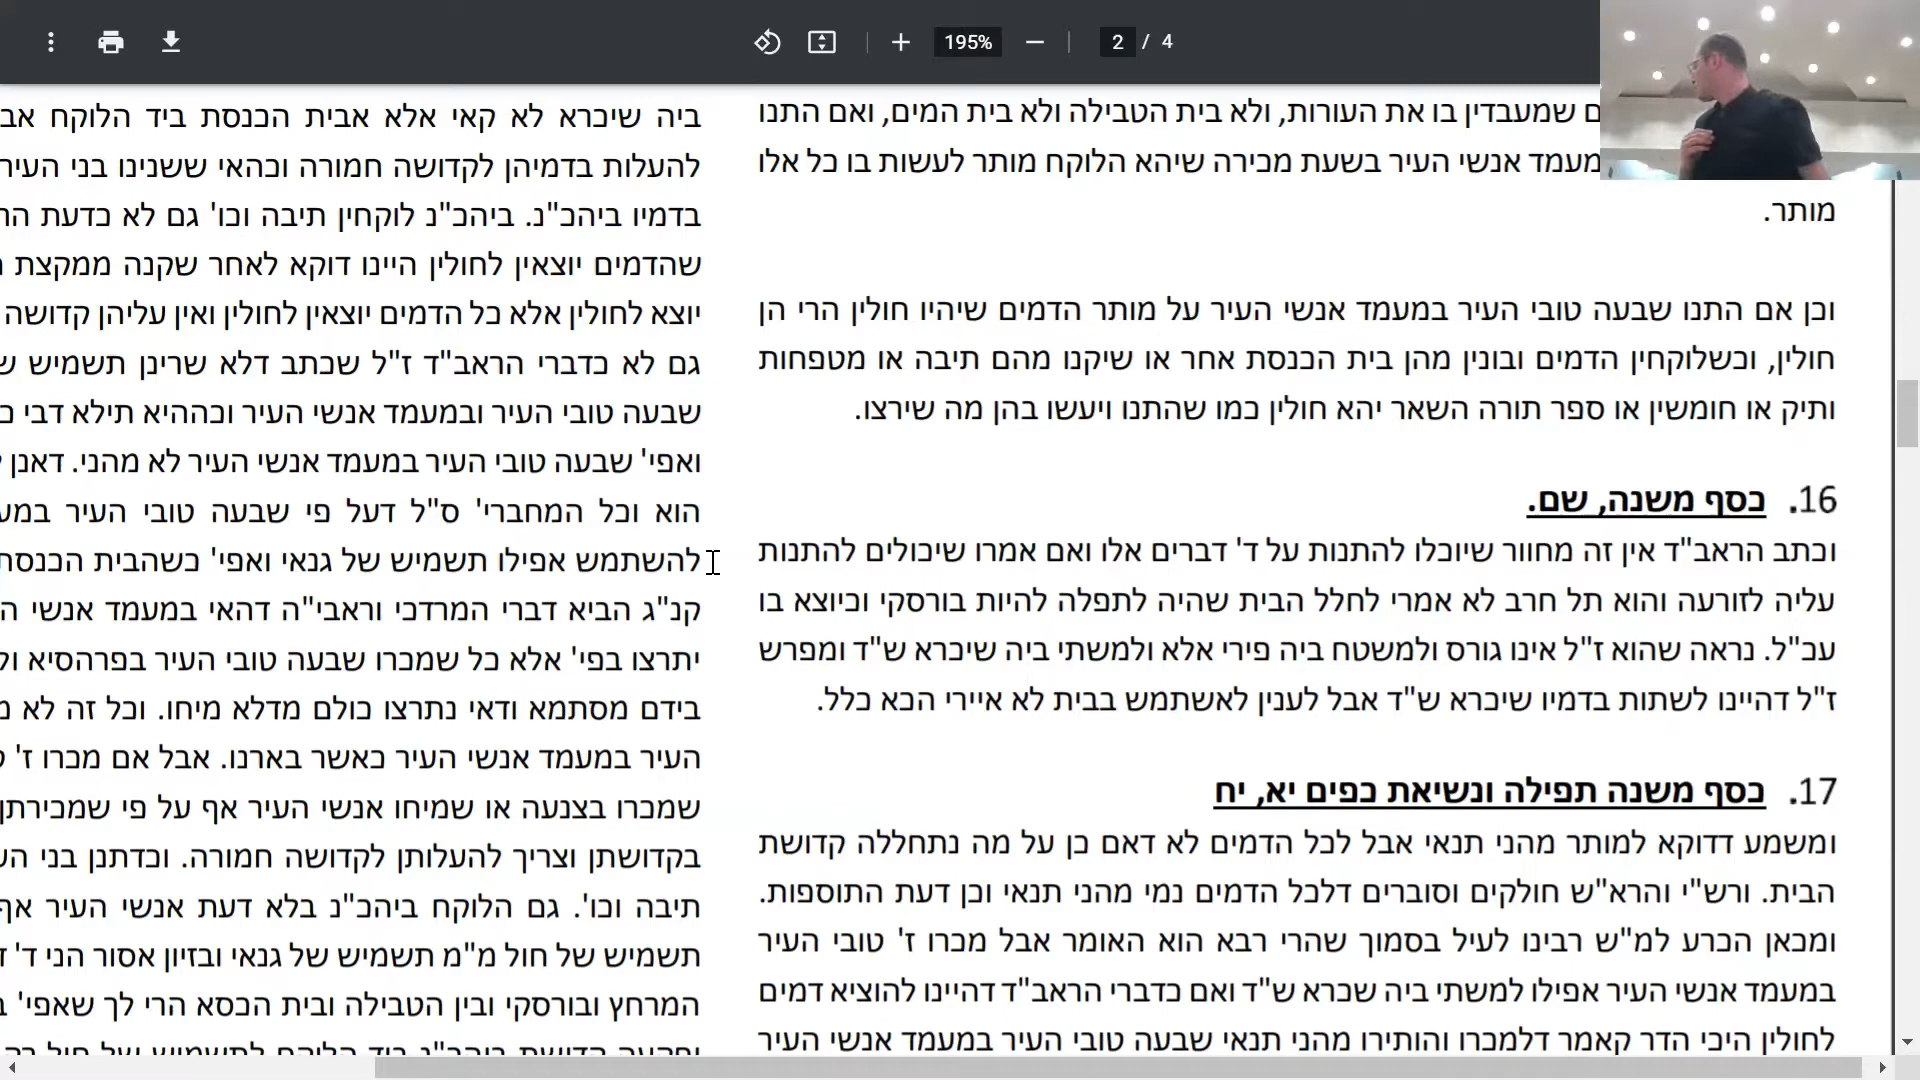 195%
2 / 4
ם שמעבדין בו את העורות, ולא בית הטבילה ולא בית המים, ואם התנו
מעמד אנשי העיר בשעת מכירה שיהא הלוקח מותר לעשות בו כל אלו
מותר.
וכן אם התנו שבעה טובי העיר במעמד אנשי העיר על מותר הדמים שיהיו חולין הרי הן
חולין, וכשלוקחין הדמים ובונין מהן בית הכנסת אחר או שיקנו מהם תיבה או מטפחות
ותיק או חומשין או ספר תורה השאר יהא חולין כמו שהתנו ויעשו בהן מה שירצו.
16. כסף משנה, שם.
וכתב הראב"ד אין זה מחוור שיוכלו להתנות על ד' דברים אלו ואם אמרו שיכולים להתנות
עליה לזורעה והוא תל חרב לא אמרי לחלל הבית שהיה לתפלה להיות בורסקי וכיוצא בו
עכ"ל. נראה שהוא ז"ל אינו גורס ולמשטח ביה פירי אלא ולמשתי ביה שיכרא ש"ד ומפרש
ז"ל דהיינו לשתות בדמיו שיכרא ש"ד אבל לענין לאשתמש בבית לא איירי הכא כלל.
17. כסף משנה תפילה ונשיאת כפים יא, יח
ומשמע דדוקא למותר מהני תנאי אבל לכל הדמים לא דאם כן על מה נתחללה קדושת
הבית. ורש"י והרא"ש חולקים וסוברים דלכל הדמים נמי מהני תנאי וכן דעת התוספות.
ומכאן הכרע למ"ש רבינו לעיל בסמוך שהרי רבא הוא האומר אבל מכרו ז' טובי העיר
במעמד אנשי העיר אפילו למשתי ביה שכרא ש"ד ואם כדברי הראב"ד דהיינו להוציא דמים
לחולין היכי הדר קאמר דלמכרו והותירו מהני תנאי שבעה טובי העיר במעמד אנשי העיר
ביה שיכרא לא קאי אלא אבית הכנסת ביד הלוקח אב
להעלות בדמיהן לקדושה חמורה וכהאי ששנינו בני העיר
בדמיו ביהכ"נ. ביהכ"נ לוקחין תיבה וכו' גם לא כדעת הר
שהדמים יוצאין לחולין היינו דוקא לאחר שקנה ממקצת
יוצא לחולין אלא כל הדמים יוצאין לחולין ואין עליהן קדושה
גם לא כדברי הראב"ד ז"ל שכתב דלא שרינן תשמיש ש
שבעה טובי העיר ובמעמד אנשי העיר וכההיא תילא דבי כ
ואפי' שבעה טובי העיר במעמד אנשי העיר לא מהני. דאנן
הוא וכל המחברי' ס"ל דעל פי שבעה טובי העיר במע
להשתמש אפילו תשמיש של גנאי ואפי' כשהבית הכנסת
קנ"ג הביא דברי המרדכי וראבי"ה דהאי במעמד אנשי ה
יתרצו בפי' אלא כל שמכרו שבעה טובי העיר בפרהסיא ול
בידם מסתמא ודאי נתרצו כולם מדלא מיחו. וכל זה לא מ
העיר במעמד אנשי העיר כאשר בארנו. אבל אם מכרו ז'
שמכרו בצנעה או שמיחו אנשי העיר אף על פי שמכירתן
בקדושתן וצריך להעלותן לקדושה חמורה. וכדתנן בני הע
תיבה וכו'. גם הלוקח ביהכ"נ בלא דעת אנשי העיר אף
תשמיש של חול מ"מ תשמיש של גנאי ובזיון אסור הני ד' ד
המרחץ ובורסקי ובין הטבילה ובית הכסא הרי לך שאפי'